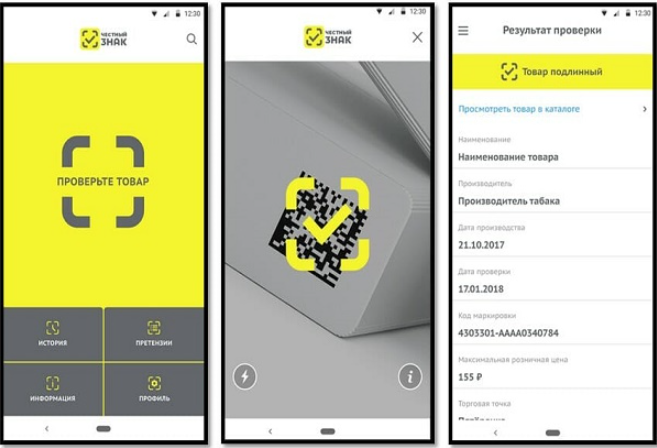 12:30
ЧЕСТНЫЙ
ЗНАК
ПРОВЕРЬТЕ ТОВАР
ИСТОРИЯ
ПРЕТЕНЗИИ
ИНФОРМАЦИЯ
ПРОФИЛЬ
12:30
ЧЕСТНЫЙ
ЗНАК
12:30
Результат проверки
Товар подлинный
Просмотреть товар в каталоге
Наименование
Наименование товара
Производитель
Производитель табака
Дата производства
21.10.2017
Дата проверки
17.01.2018
Код маркировки
4303301-АААА0340784
Максимальная розничная цена
155 ₽
Торговая точка